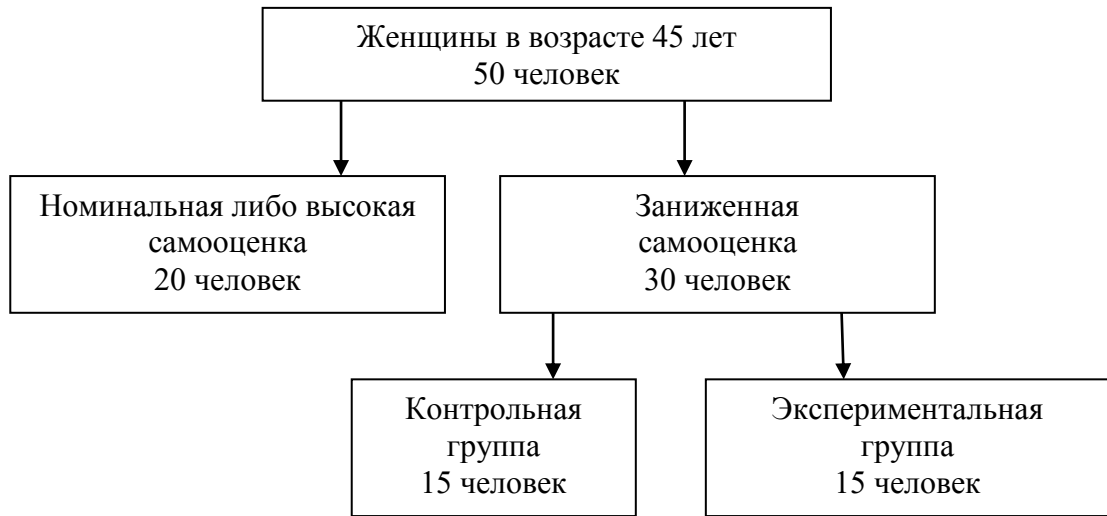 Женщины в возрасте 45 лет
50 человек
Номинальная либо высокая
самооценка
20 человек
Заниженная
самооценка
30 человек
Контрольная
группа
15 человек
Экспериментальная
группа
15 человек